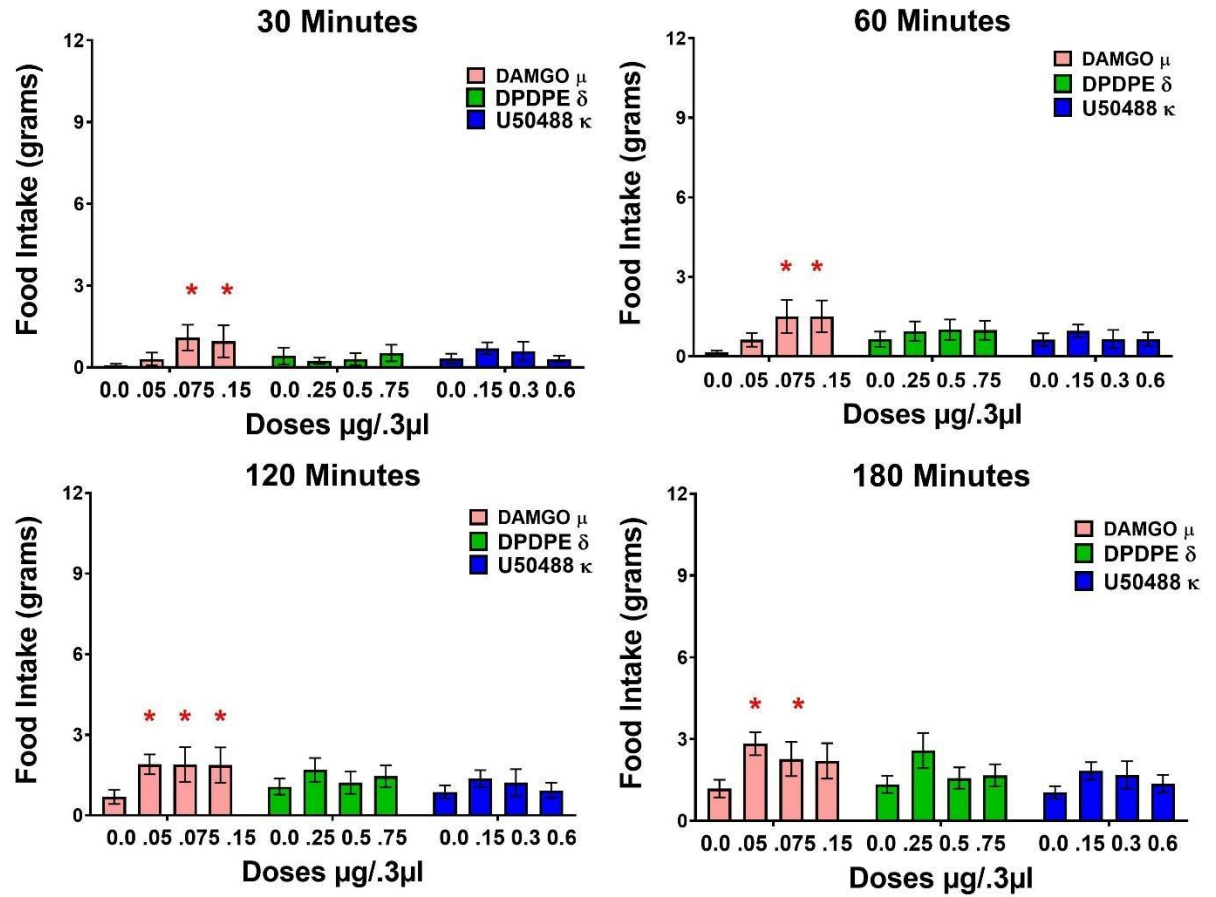 30 Minutes
Food Intake (grams)
12
9
6
3
0
DAMGO μ
DPDPE δ
U50488 κ
* *
0.0 .05 .075 .15 0.0 .25 0.5 .75 0.0 .15 0.3 0.6
Doses µg/.3µl
60 Minutes
Food Intake (grams)
12
9
6
3
0
DAMGO μ
DPDPE δ
U50488 κ
* *
0.0 .05 .075 .15 0.0 .25 0.5 .75 0.0 .15 0.3 0.6
Doses µg/.3µl
120 Minutes
Food Intake (grams)
12
9
6
3
0
DAMGO μ
DPDPE δ
U50488 κ
* * *
0.0 .05 .075 .15 0.0 .25 0.5 .75 0.0 .15 0.3 0.6
Doses µg/.3µl
180 Minutes
Food Intake (grams)
12
9
6
3
0
DAMGO μ
DPDPE δ
U50488 κ
* *
0.0 .05 .075 .15 0.0 .25 0.5 .75 0.0 .15 0.3 0.6
Doses µg/.3µl